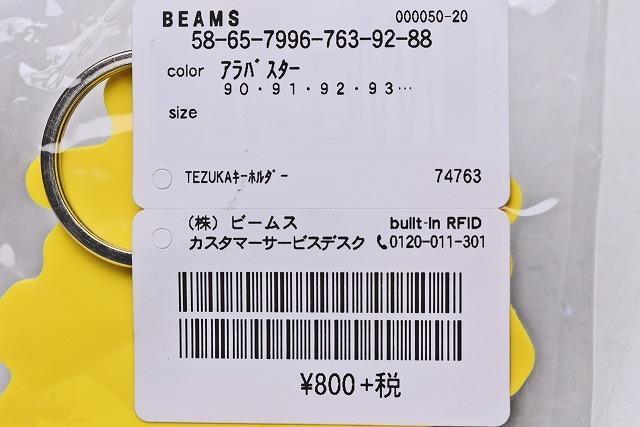 BEAMS 000050-20
58-65-7996-763-92-88
color ｱﾗﾊﾞｽﾀｰ
９０・９１・９２・９３…
size
TEZUKAｷｰﾎﾙﾀﾞｰ 74763
（株）ビームス built-in RFID
カスタマーサービスデスク 0120-011-301
¥800+税